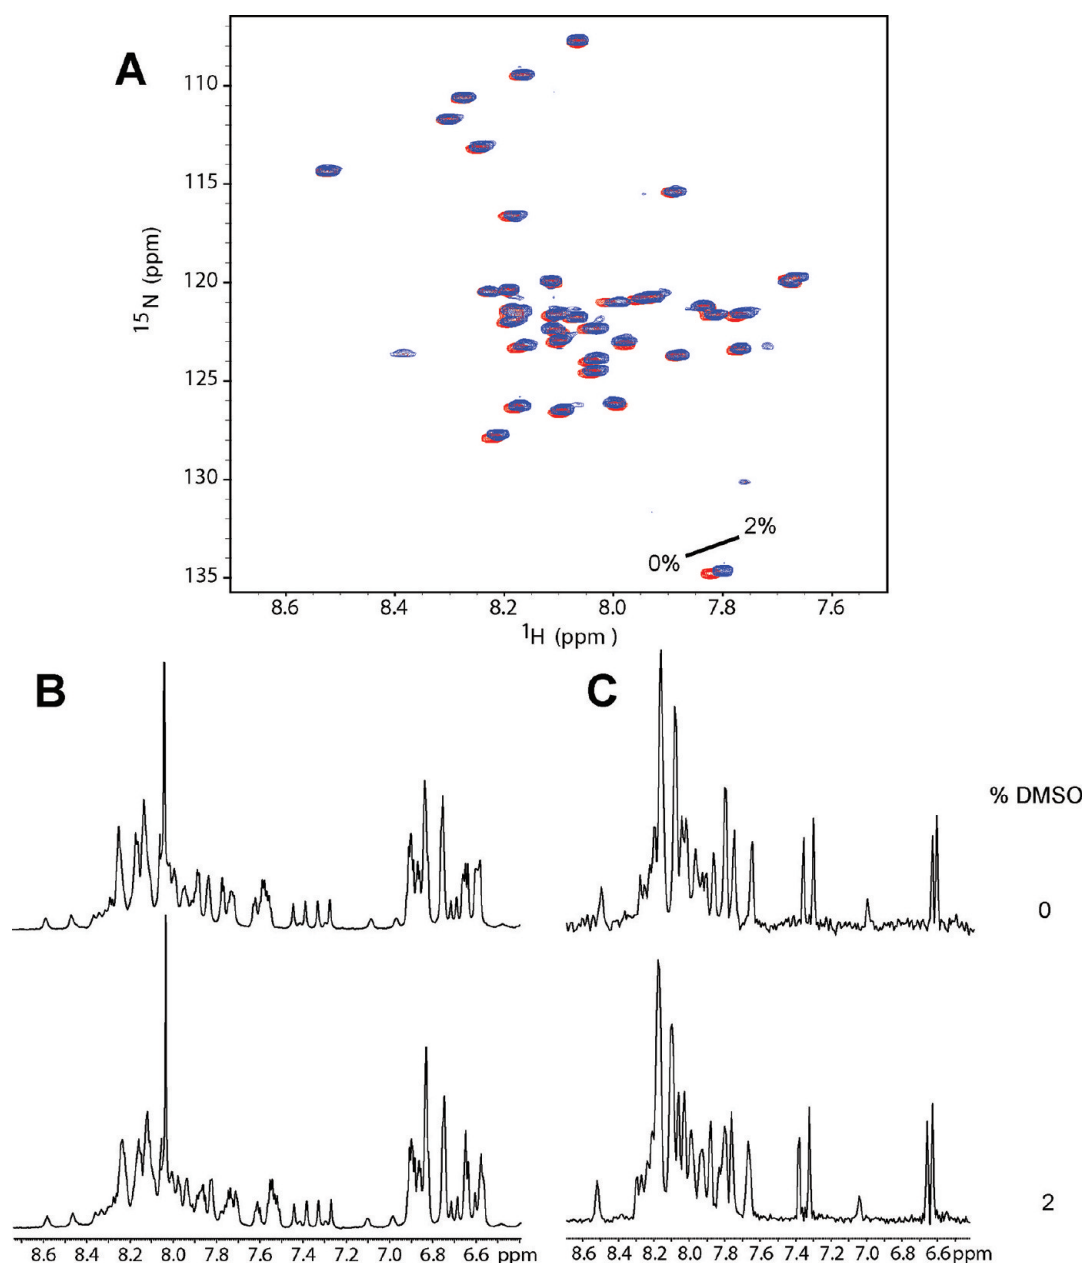 A
110
115
120
125
130
135
15N (ppm)
2%
0%
8.6 8.4 8.2 8.0 7.8 7.6
1H (ppm)
B
C
% DMSO
0
2
8.6 8.4 8.2 8.0 7.8 7.6 7.4 7.2 7.0 6.8 6.6 ppm
8.6 8.4 8.2 8.0 7.8 7.6 7.4 7.2 7.0 6.8 6.6ppm